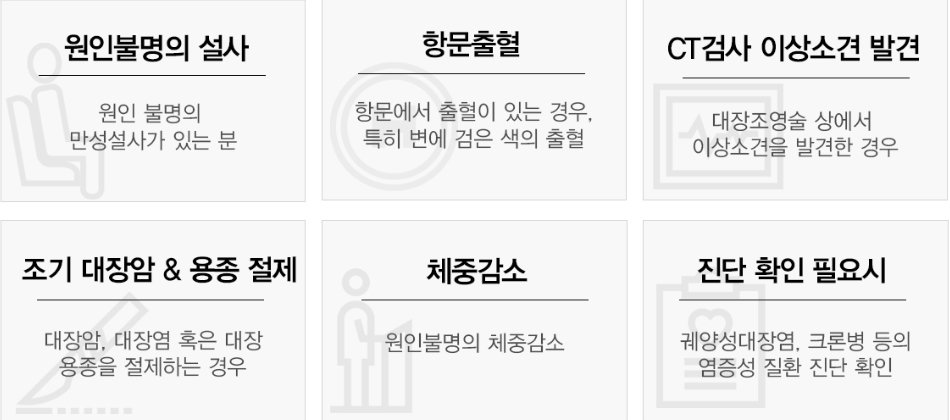 원인불명의 설사
원인 불명의
만성설사가 있는 분
항문출혈
항문에서 출혈이 있는 경우,
특히 변에 검은 색의 출혈
CT검사 이상소견 발견
대장조영술 상에서
이상소견을 발견한 경우
조기 대장암 & 용종 절제
대장암, 대장염 혹은 대장
용종을 절제하는 경우
체중감소
원인불명의 체중감소
진단 확인 필요시
궤양성대장염, 크론병 등의
염증성 질환 진단 확인